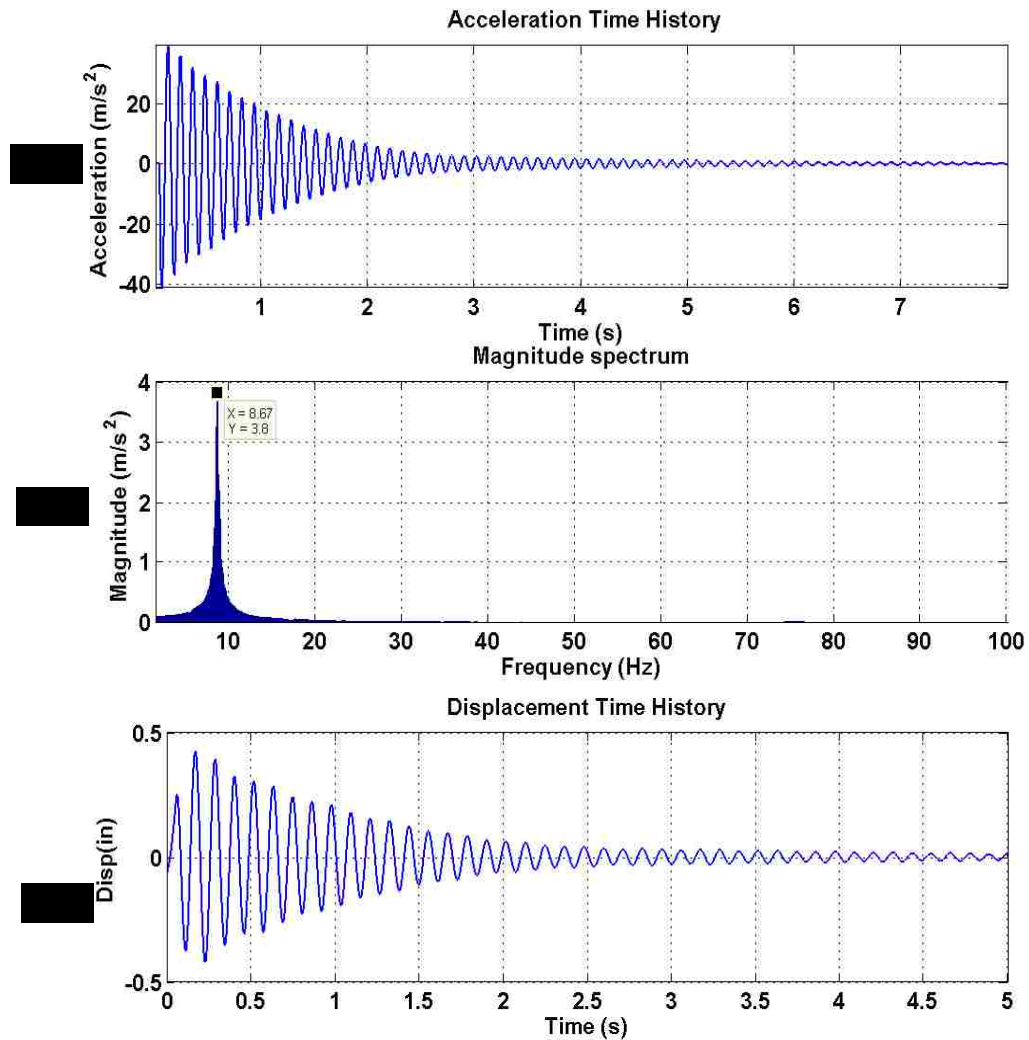 Acceleration Time History
Acceleration (m/s²)
20
0
-20
-40
1 2 3 4 5 6 7
Time (s)
Magnitude spectrum
Magnitude (m/s²)
4
3
2
1
0
X = 8.67
Y = 3.8
10 20 30 40 50 60 70 80 90 100
Frequency (Hz)
Displacement Time History
Disp(in)
0.5
0
-0.5
0 0.5 1 1.5 2 2.5 3 3.5 4 4.5 5
Time (s)